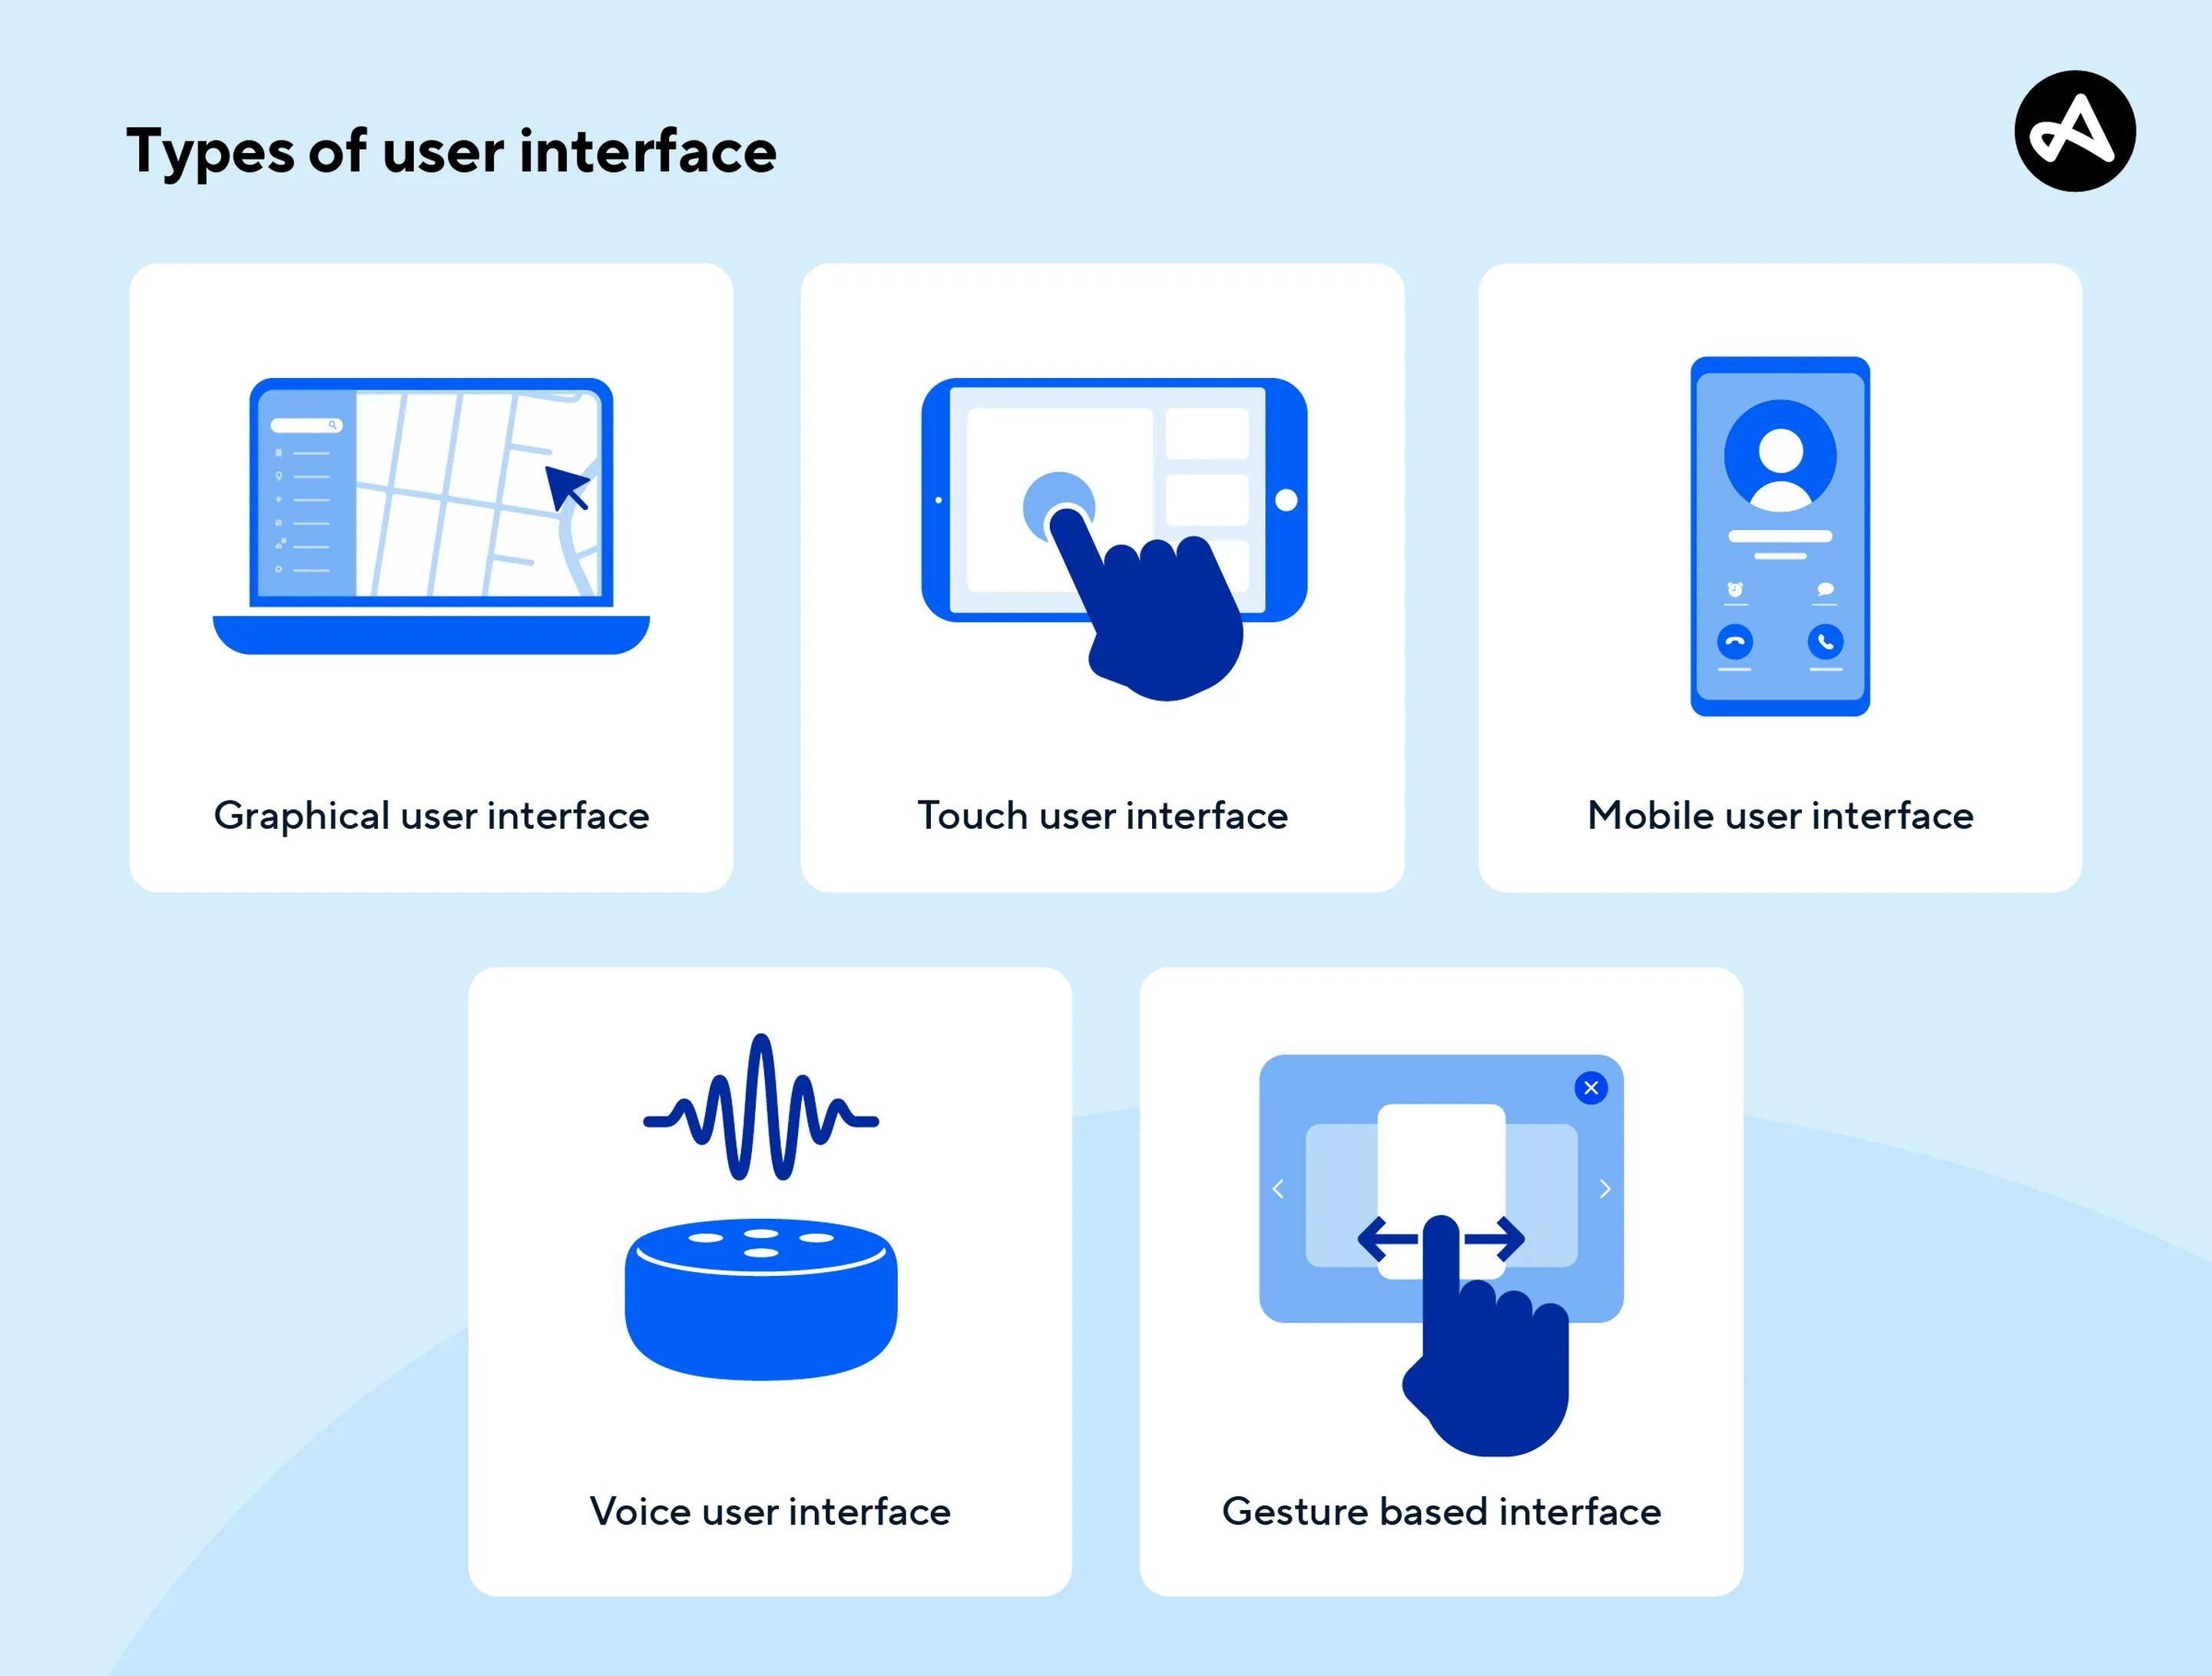 Types of user interface
Graphical user interface
Touch user interface
Mobile user interface
Voice user interface
Gesture based interface